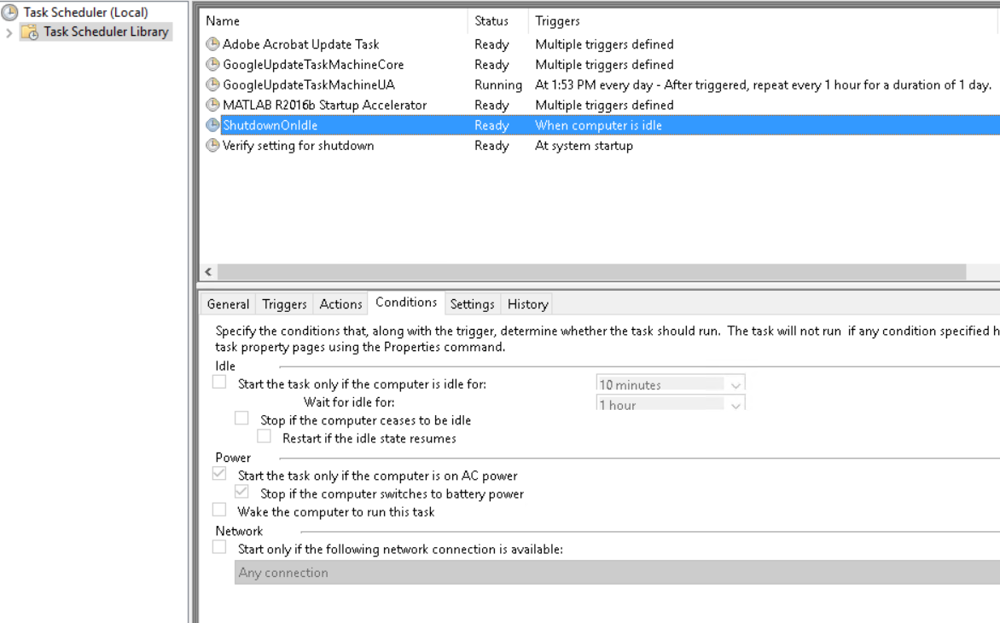 Task Scheduler (Local)
Task Scheduler Library
Name Status Triggers
Adobe Acrobat Update Task Ready Multiple triggers defined
GoogleUpdateTaskMachineCore Ready Multiple triggers defined
GoogleUpdateTaskMachineUA Running At 1:53 PM every day - After triggered, repeat every 1 hour for a duration of 1 day.
MATLAB R2016b Startup Accelerator Ready Multiple triggers defined
ShutdownOnIdle Ready When computer is idle
Verify setting for shutdown Ready At system startup
General Triggers Actions Conditions Settings History
Specify the conditions that, along with the trigger, determine whether the task should run. The task will not run if any condition specified h
task property pages using the Properties command.
Idle
Start the task only if the computer is idle for: 10 minutes
Wait for idle for: 1 hour
Stop if the computer ceases to be idle
Restart if the idle state resumes
Power
Start the task only if the computer is on AC power
Stop if the computer switches to battery power
Wake the computer to run this task
Network
Start only if the following network connection is available:
Any connection